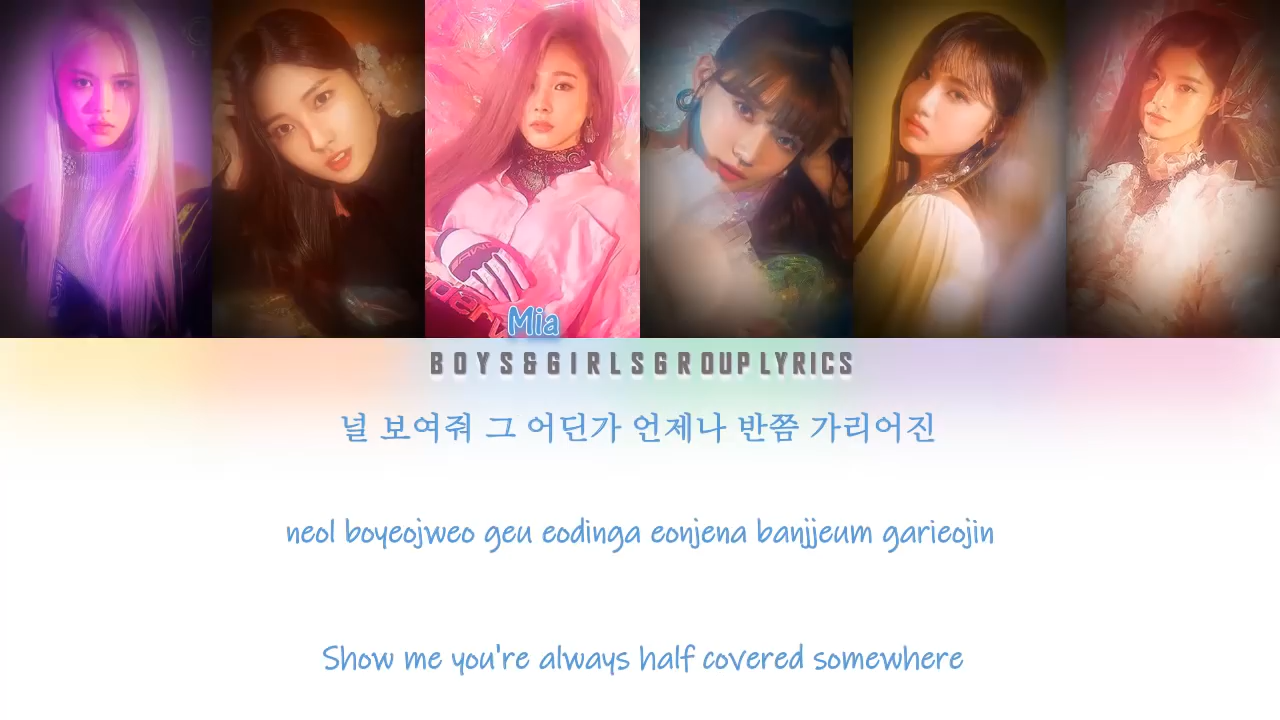 Mia
BOYS&GIRLSGROUPLYRICS
널 보여줘 그 어딘가 언제나 반쯤 가리어진
neol boyeojweo geu eodinga eonjena banjjeum garieojin
Show me you're always half covered somewhere